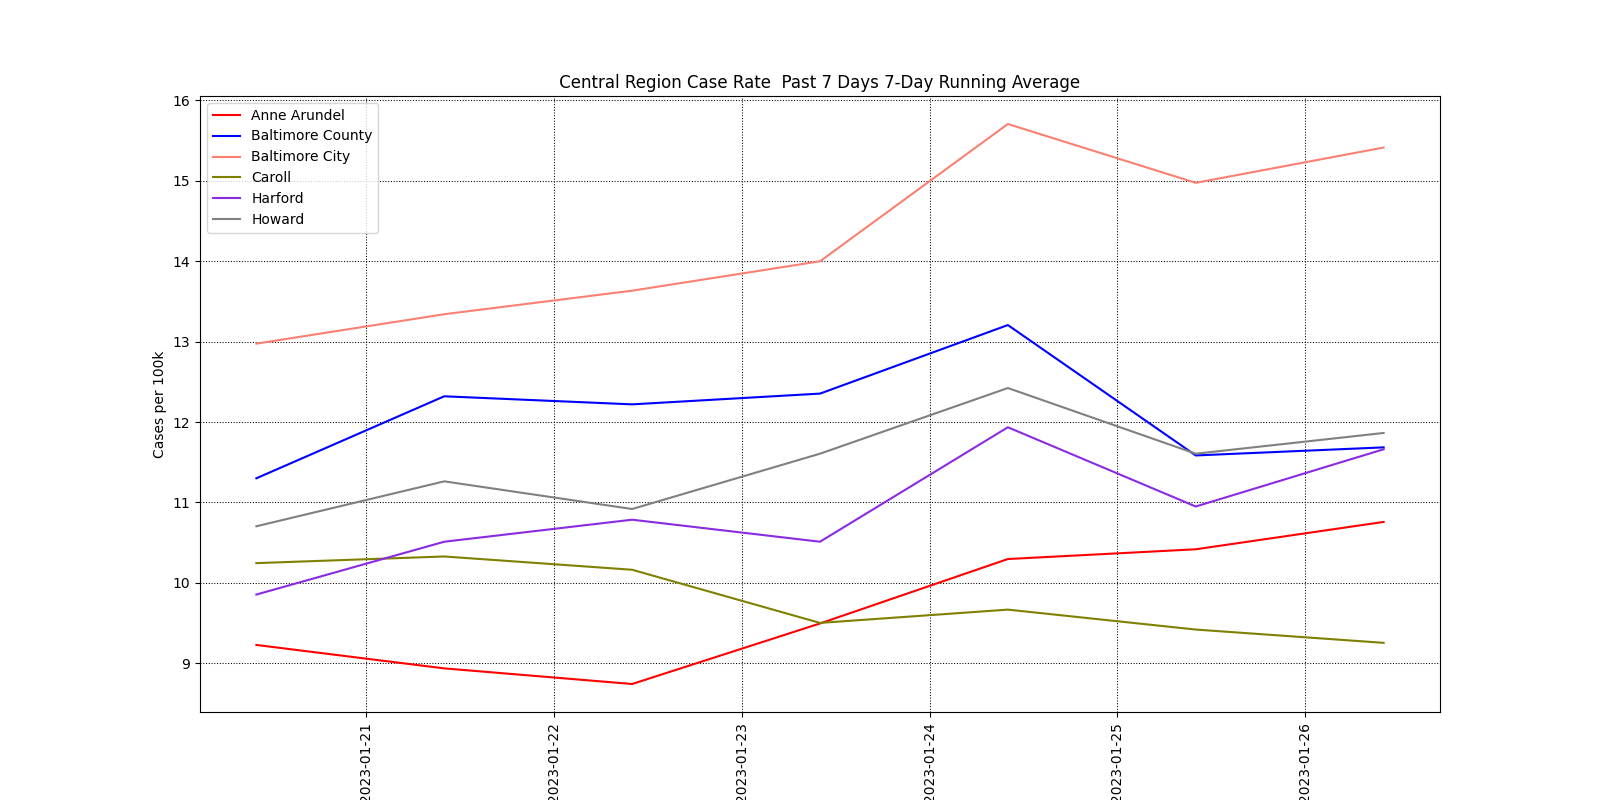 Central Region Case Rate  Past 7 Days 7-Day Running Average
Anne Arundel
Baltimore County
Baltimore City
Caroll
Harford
Howard
Cases per 100k
16
15
14
13
12
11
10
9
2023-01-21
2023-01-22
2023-01-23
2023-01-24
2023-01-25
2023-01-26